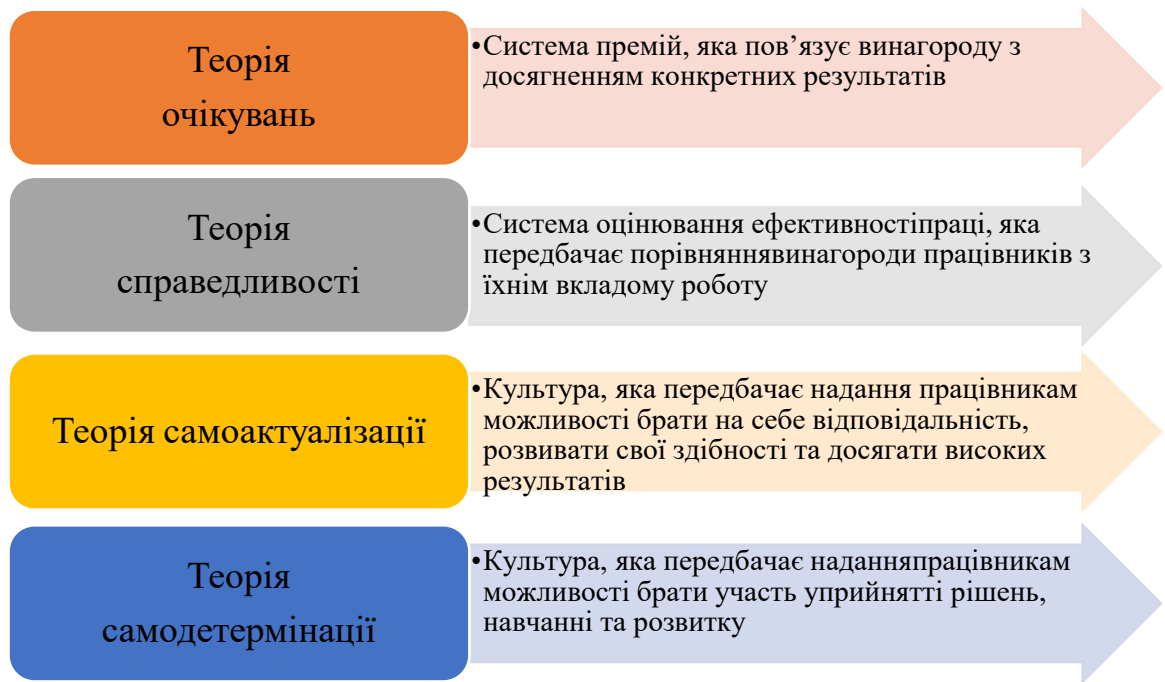 Теорія
очікувань
•Система премій, яка пов’язує винагороду з
досягненням конкретних результатів
Теорія
справедливості
•Система оцінювання ефективностіпраці, яка
передбачає порівняннявинагороди працівників з
їхнім вкладому роботу
Теорія самоактуалізації
•Культура, яка передбачає надання працівникам
можливості брати на себе відповідальність,
розвивати свої здібності та досягати високих
результатів
Теорія
самодетермінації
•Культура, яка передбачає наданняпрацівникам
можливості брати участь уприйнятті рішень,
навчанні та розвитку